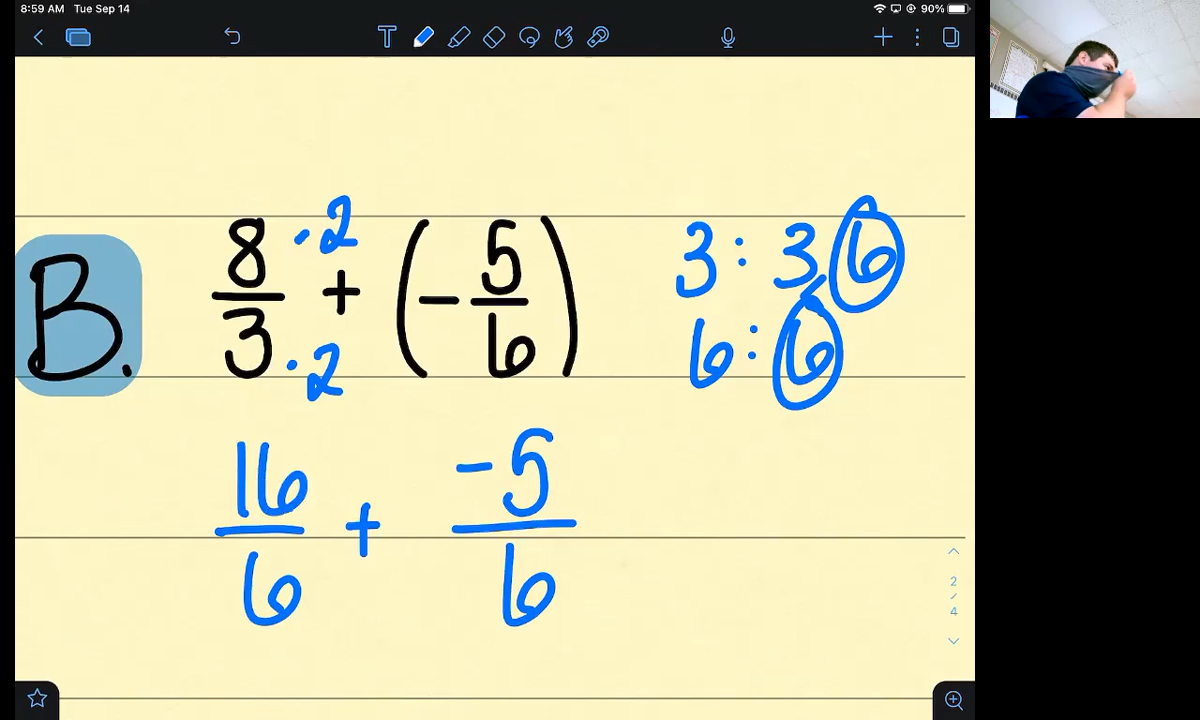 8:59 AM Tue Sep 14 90%
T
B. 8/3 ·2/·2 + (-5/6) 3: 3, 6
6: 6
16/6 + -5/6
2/4